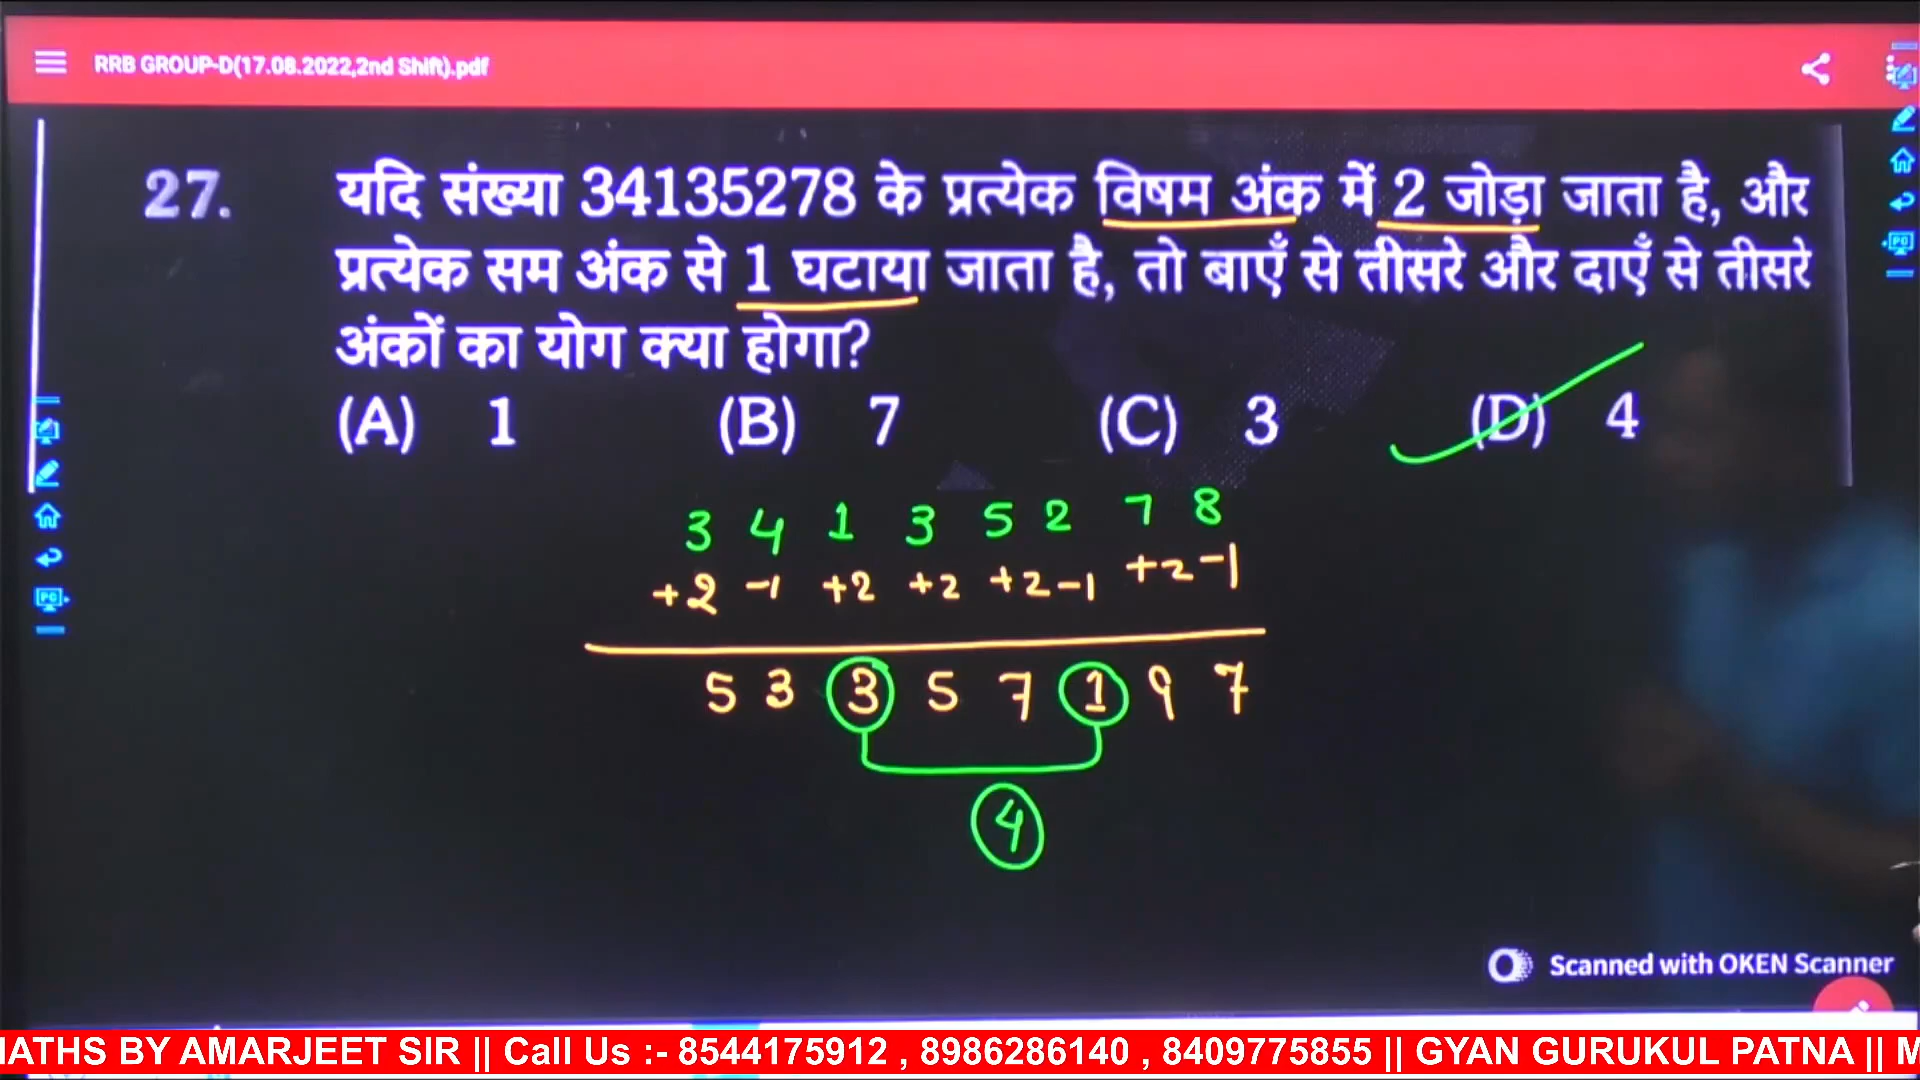 RRB GROUP-D(17.08.2022,2nd Shift).pdf
27. यदि संख्या 34135278 के प्रत्येक विषम अंक में 2 जोड़ा जाता है, और
प्रत्येक सम अंक से 1 घटाया जाता है, तो बाएँ से तीसरे और दाएँ से तीसरे
अंकों का योग क्या होगा?
(A) 1 (B) 7 (C) 3 (D) 4
3 4 1 3 5 2 7 8
+2 -1 +2 +2 +2 -1 +2 -1
5 3 3 5 7 1 9 7
4
Scanned with OKEN Scanner
MATHS BY AMARJEET SIR || Call Us :- 8544175912 , 8986286140 , 8409775855 || GYAN GURUKUL PATNA ||